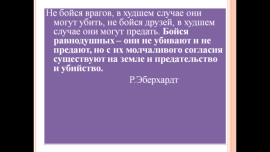 Не бойся врагов, в худшем случае они
могут убить, не бойся друзей, в худшем
случае они могут предать. Бойся
равнодушных – они не убивают и не
предают, но с их молчаливого согласия
существуют на земле и предательство
и убийство.
Р.Эберхардт